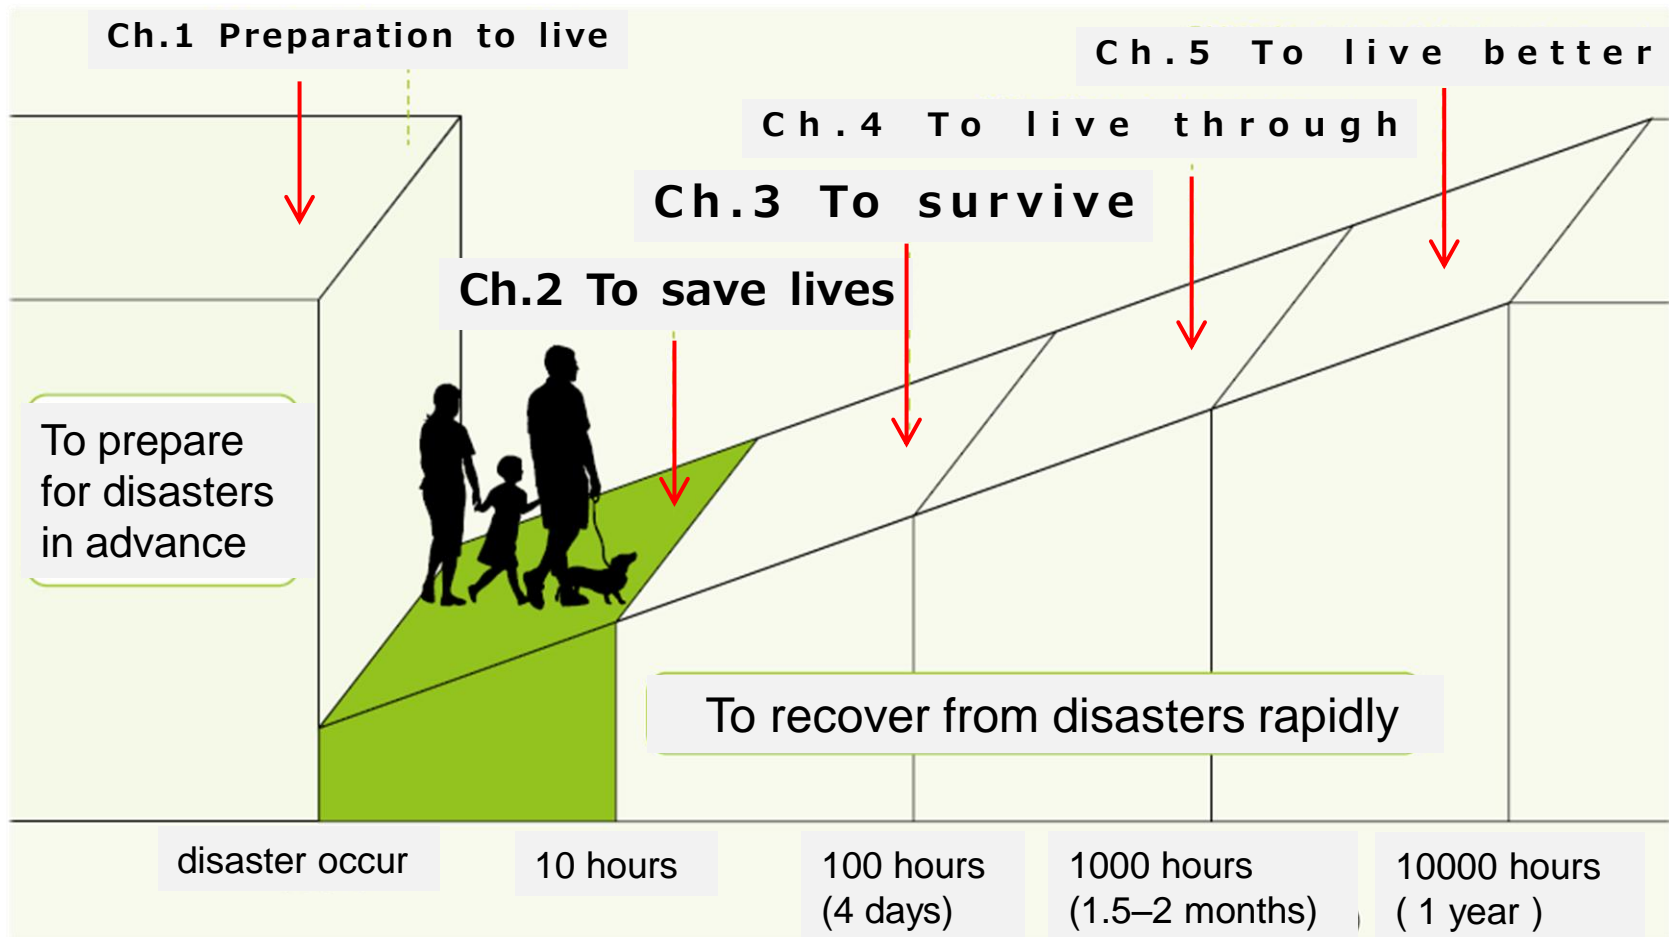 Ch.1 Preparation to live
Ch.5 To live better
Ch.4 To live through
Ch.3 To survive
Ch.2 To save lives
To prepare
for disasters
in advance
To recover from disasters rapidly
disaster occur
10 hours
100 hours
(4 days)
1000 hours
(1.5–2 months)
10000 hours
( 1 year )